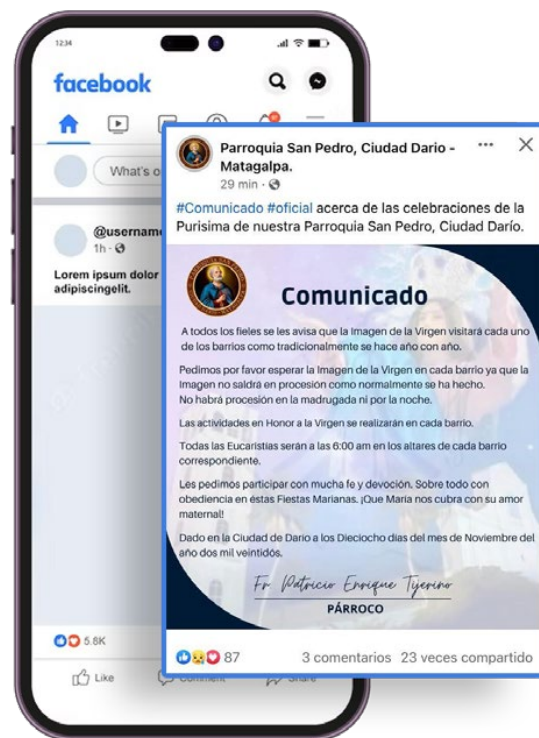 12:34
facebook
What's o
@usernam
1h
Lorem ipsum dolor
adipiscingelit.
5.8K
Like
Comment
Share
Parroquia San Pedro, Ciudad Dario -
Matagalpa.
29 min
#Comunicado #oficial acerca de las celebraciones de la
Purisima de nuestra Parroquia San Pedro, Ciudad Darío.
Comunicado
A todos los fieles se les avisa que la Imagen de la Virgen visitará cada uno
de los barrios como tradicionalmente se hace año con año.
Pedimos por favor esperar la Imagen de la Virgen en cada barrio ya que la
Imagen no saldrá en procesión como normalmente se ha hecho.
No habrá procesión en la madrugada ni por la noche.
Las actividades en Honor a la Virgen se realizarán en cada barrio.
Todas las Eucaristías serán a las 6:00 am en los altares de cada barrio
correspondiente.
Les pedimos participar con mucha fe y devoción. Sobre todo con
obediencia en éstas Fiestas Marianas. ¡Que María nos cubra con su amor
maternal!
Dado en la Ciudad de Dario a los Dieciocho días del mes de Noviembre del
año dos mil veintidós.
Fr. Patricio Enrique Tijerino
PÁRROCO
87
3 comentarios 23 veces compartido